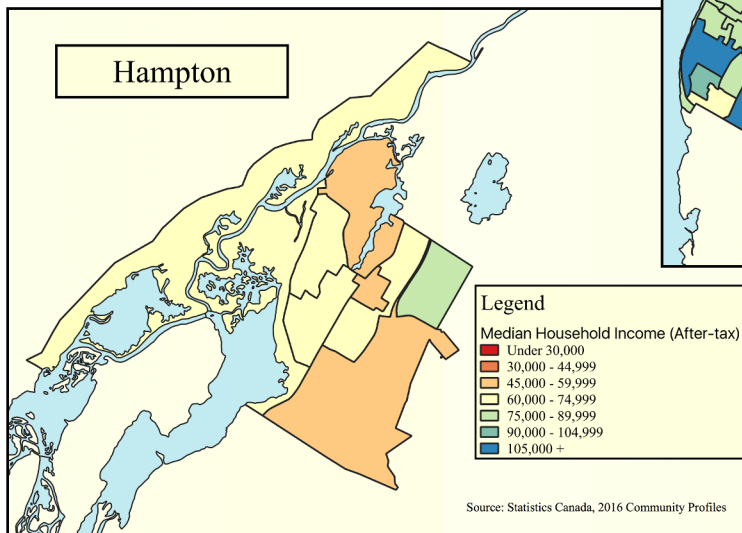 Hampton
Legend
Median Household Income (After-tax)
Under 30,000
30,000 - 44,999
45,000 - 59,999
60,000 - 74,999
75,000 - 89,999
90,000 - 104,999
105,000 +
Source: Statistics Canada, 2016 Community Profiles